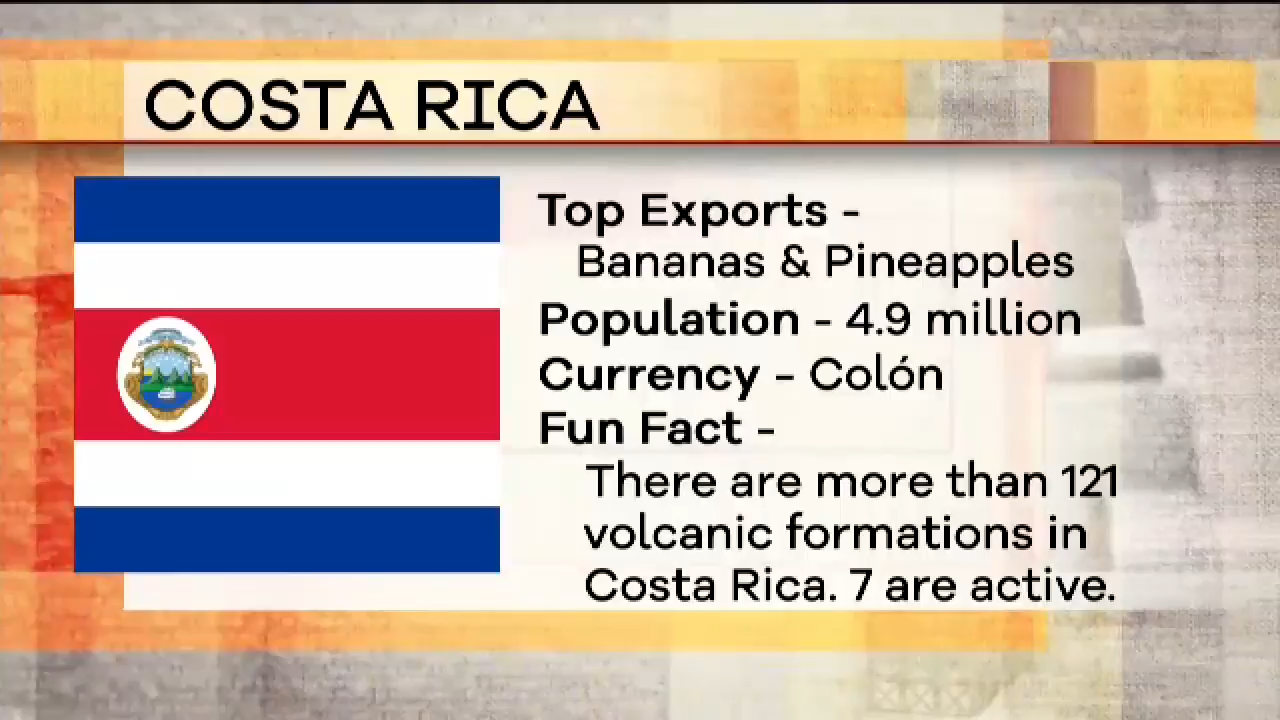 COSTA RICA
Top Exports -
Bananas & Pineapples
Population - 4.9 million
Currency - Colón
Fun Fact -
There are more than 121
volcanic formations in
Costa Rica. 7 are active.